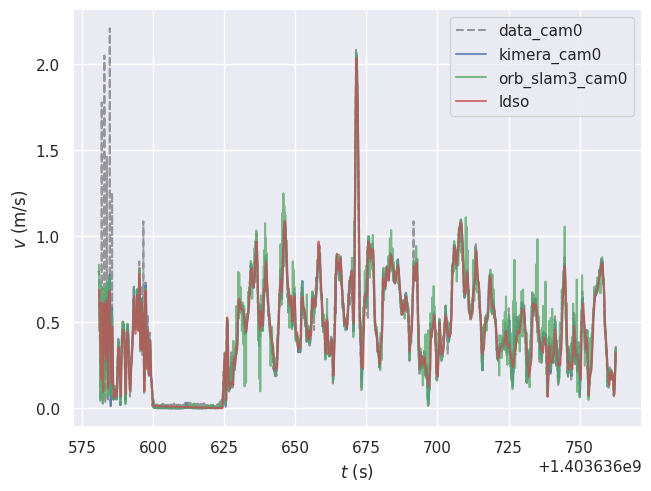 data_cam0
kimera_cam0
orb_slam3_cam0
ldso
2.0
1.5
1.0
0.5
0.0
v (m/s)
575 600 625 650 675 700 725 750
+1.403636e9
t (s)